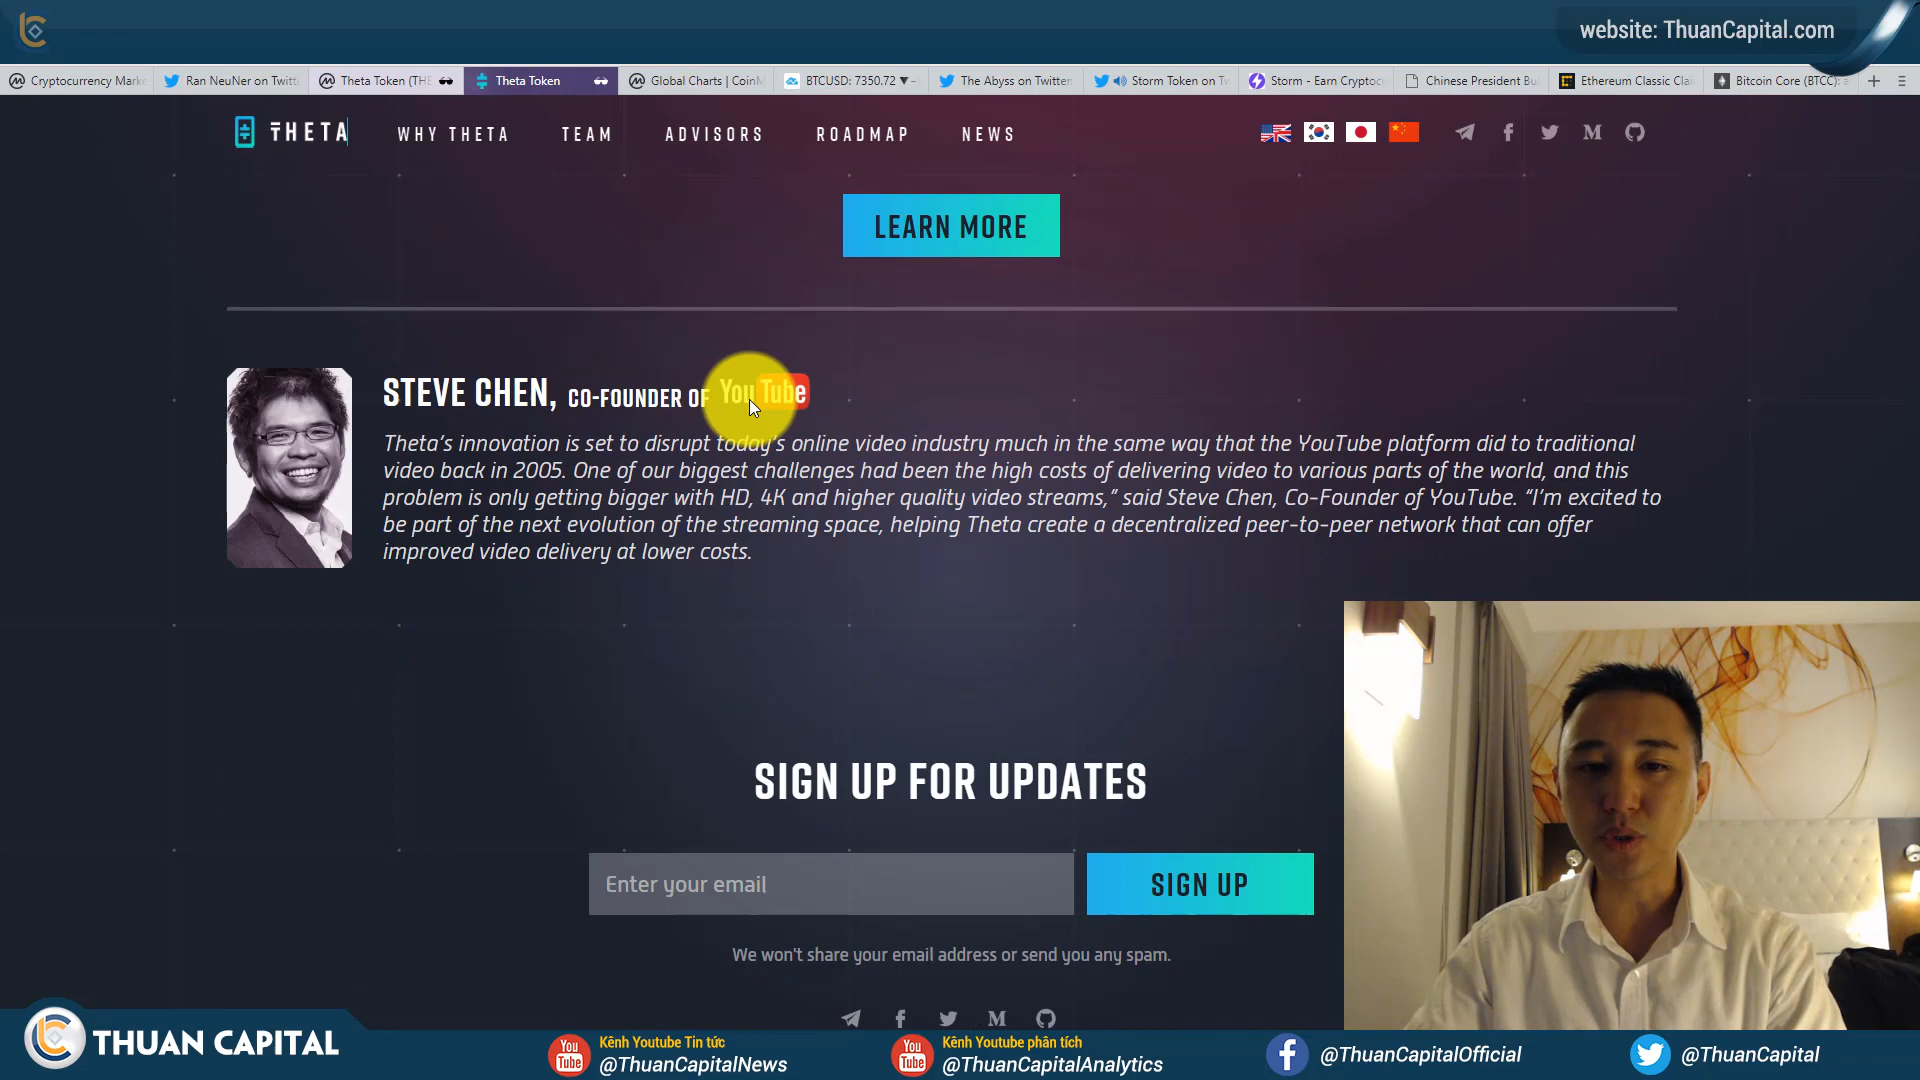 website: ThuanCapital.com
Cryptocurrency Marke
Ran NeuNer on Twitt
Theta Token (THE
Theta Token
Global Charts | CoinM
BTCUSD: 7350.72 ▼−
The Abyss on Twitter
Storm Token on Tw
Storm - Earn Cryptocu
Chinese President Bu
Ethereum Classic Clai
Bitcoin Core (BTCC): a
THETA
WHY THETA
TEAM
ADVISORS
ROADMAP
NEWS
LEARN MORE
STEVE CHEN, CO-FOUNDER OF YouTube
Theta’s innovation is set to disrupt today’s online video industry much in the same way that the YouTube platform did to traditional
video back in 2005. One of our biggest challenges had been the high costs of delivering video to various parts of the world, and this
problem is only getting bigger with HD, 4K and higher quality video streams,” said Steve Chen, Co-Founder of YouTube. “I’m excited to
be part of the next evolution of the streaming space, helping Theta create a decentralized peer-to-peer network that can offer
improved video delivery at lower costs.
SIGN UP FOR UPDATES
Enter your email
SIGN UP
We won't share your email address or send you any spam.
THUAN CAPITAL
You Tube
Kênh Youtube Tin tức
@ThuanCapitalNews
You Tube
Kênh Youtube phân tích
@ThuanCapitalAnalytics
@ThuanCapitalOfficial
@ThuanCapital